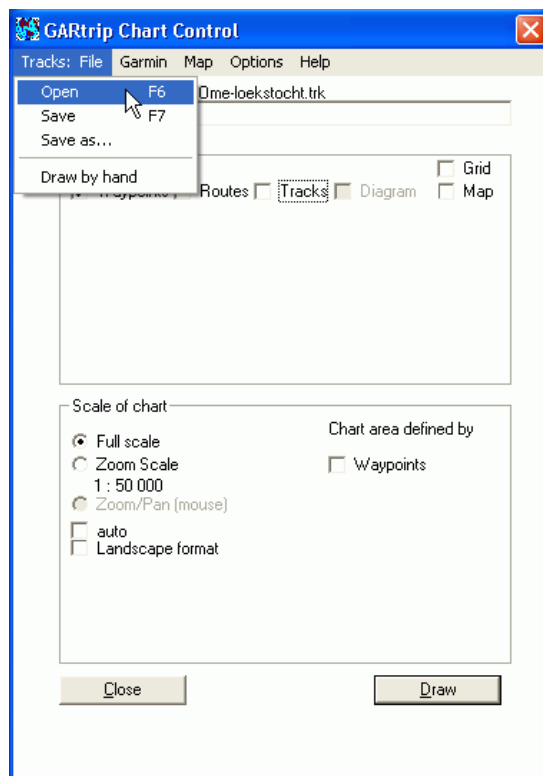 GARtrip Chart Control
Tracks: File Garmin Map Options Help
Open F6
Ome-loekstocht.trk
Save F7
Save as...
Draw by hand
Grid
Routes Tracks Diagram Map
Scale of chart
Full scale
Chart area defined by
Zoom Scale
Waypoints
1 : 50 000
Zoom/Pan (mouse)
auto
Landscape format
Close Draw